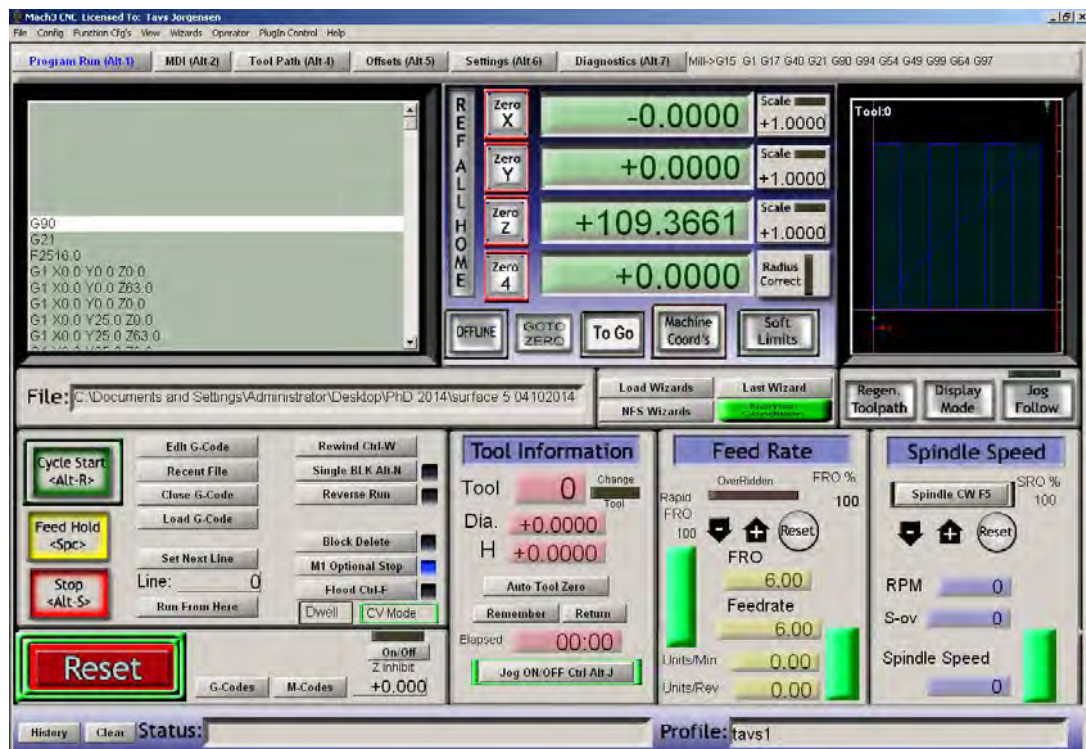 Mach3 CNC Licensed To: Tavs Jorgensen
File Config Function Cfg's View Wizards Operator PlugIn Control Help
Program Run (Alt-1) MDI (Alt2) Tool Path (Alt4) Offsets (Alt5) Settings (Alt6) Diagnostics (Alt7) Mill->G15 G1 G17 G40 G21 G90 G94 G54 G49 G99 G64 G97
G90
G21
F2516.0
G1 X0.0 Y0.0 Z0.0
G1 X0.0 Y0.0 Z63.0
G1 X0.0 Y0.0 Z0.0
G1 X0.0 Y25.0 Z0.0
G1 X0.0 Y25.0 Z63.0
REF ALL HOME
Zero X -0.0000 Scale +1.0000
Zero Y +0.0000 Scale +1.0000
Zero Z +109.3661 Scale +1.0000
Zero 4 +0.0000 Radius Correct
OFFLINE GOTO ZERO To Go Machine Coord's Soft Limits
Tool:0
File: C:\Documents and Settings\Administrator\Desktop\PhD 2014\surface 5 04102014
Load Wizards Last Wizard
NFS Wizards
Regen. Toolpath Display Mode Jog Follow
Cycle Start <Alt-R>
Feed Hold <Spc>
Stop <Alt-S>
Edit G-Code
Recent File
Close G-Code
Load G-Code
Set Next Line
Line: 0
Run From Here
Rewind Ctrl-W
Single BLK Alt-N
Reverse Run
Block Delete
M1 Optional Stop
Flood Ctrl-F
Dwell CV Mode
Reset
G-Codes M-Codes
On/Off
Z Inhibit
+0.000
Tool Information
Tool 0 Change Tool
Dia. +0.0000
H +0.0000
Auto Tool Zero
Remember Return
Elapsed 00:00
Jog ON/OFF Ctrl Alt J
Feed Rate
OverRidden FRO %
100
Rapid FRO
100
Reset
FRO
6.00
Feedrate
6.00
Units/Min 0.00
Units/Rev 0.00
Spindle Speed
Spindle CW F5
SRO %
100
Reset
RPM 0
S-ov 0
Spindle Speed
0
History Clear Status: Profile: tavs1